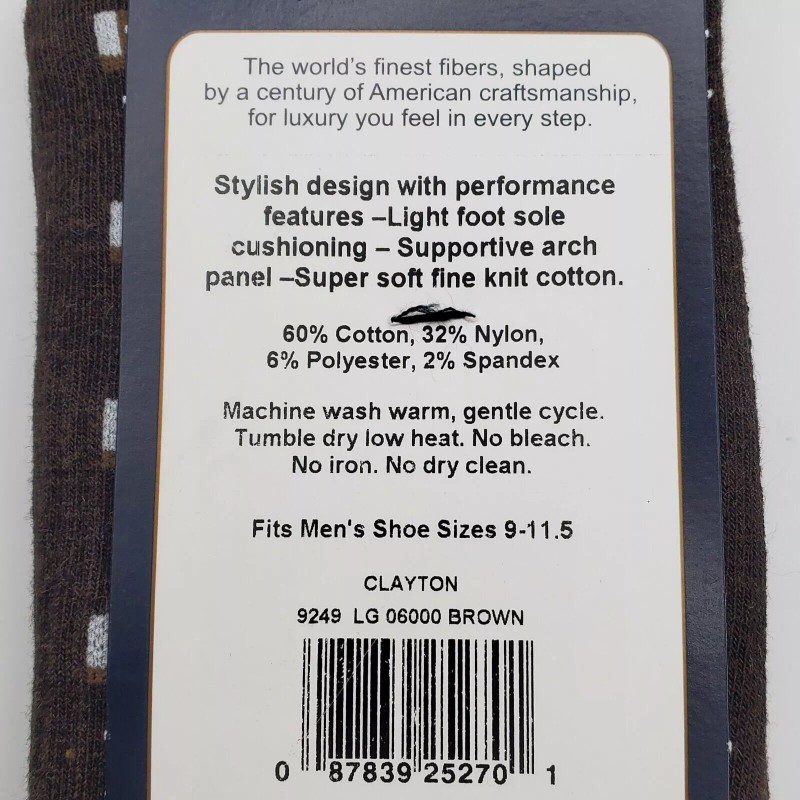 The world's finest fibers, shaped
by a century of American craftsmanship,
for luxury you feel in every step.
Stylish design with performance
features –Light foot sole
cushioning – Supportive arch
panel –Super soft fine knit cotton.
60% Cotton, 32% Nylon,
6% Polyester, 2% Spandex
Machine wash warm, gentle cycle.
Tumble dry low heat. No bleach.
No iron. No dry clean.
Fits Men's Shoe Sizes 9-11.5
CLAYTON
9249 LG 06000 BROWN
0 87839 25270 1